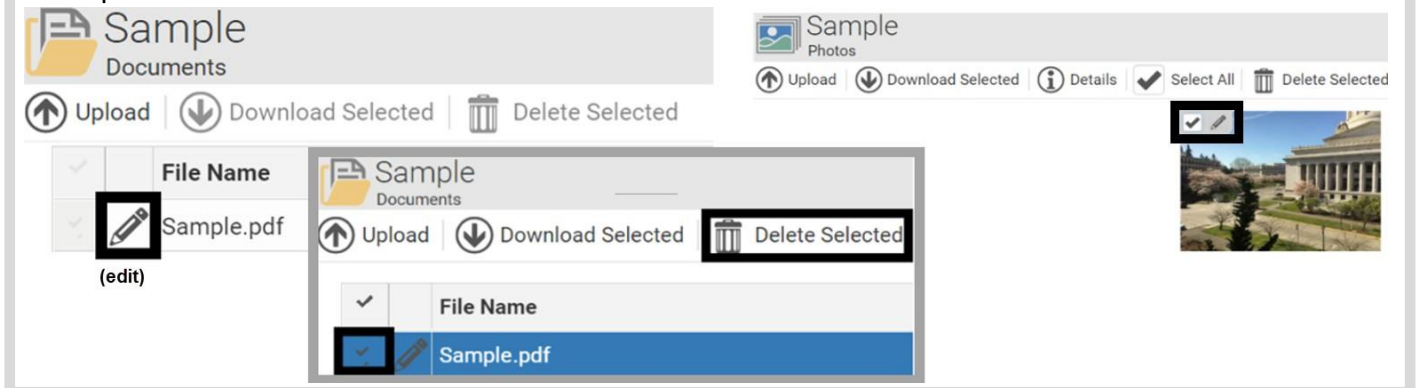 Sample
Documents
Upload Download Selected Delete Selected
File Name
Sample.pdf
(edit)
Sample
Documents
Upload Download Selected Delete Selected
File Name
Sample.pdf
Sample
Photos
Upload Download Selected Details Select All Delete Selected